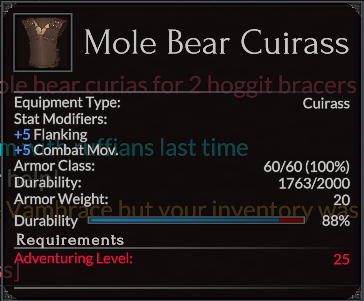 Mole Bear Cuirass
ole bear curias for 2 hoggit bracers
Equipment Type: Cuirass
Stat Modifiers:
+5 Flanking
+5 Combat Mov.
ffians last time
Armor Class: 60/60 (100%)
Durability: 1763/2000
Armor Weight: 20
Vambrace but your inventory was
Durability 88%
Requirements
Adventuring Level: 25